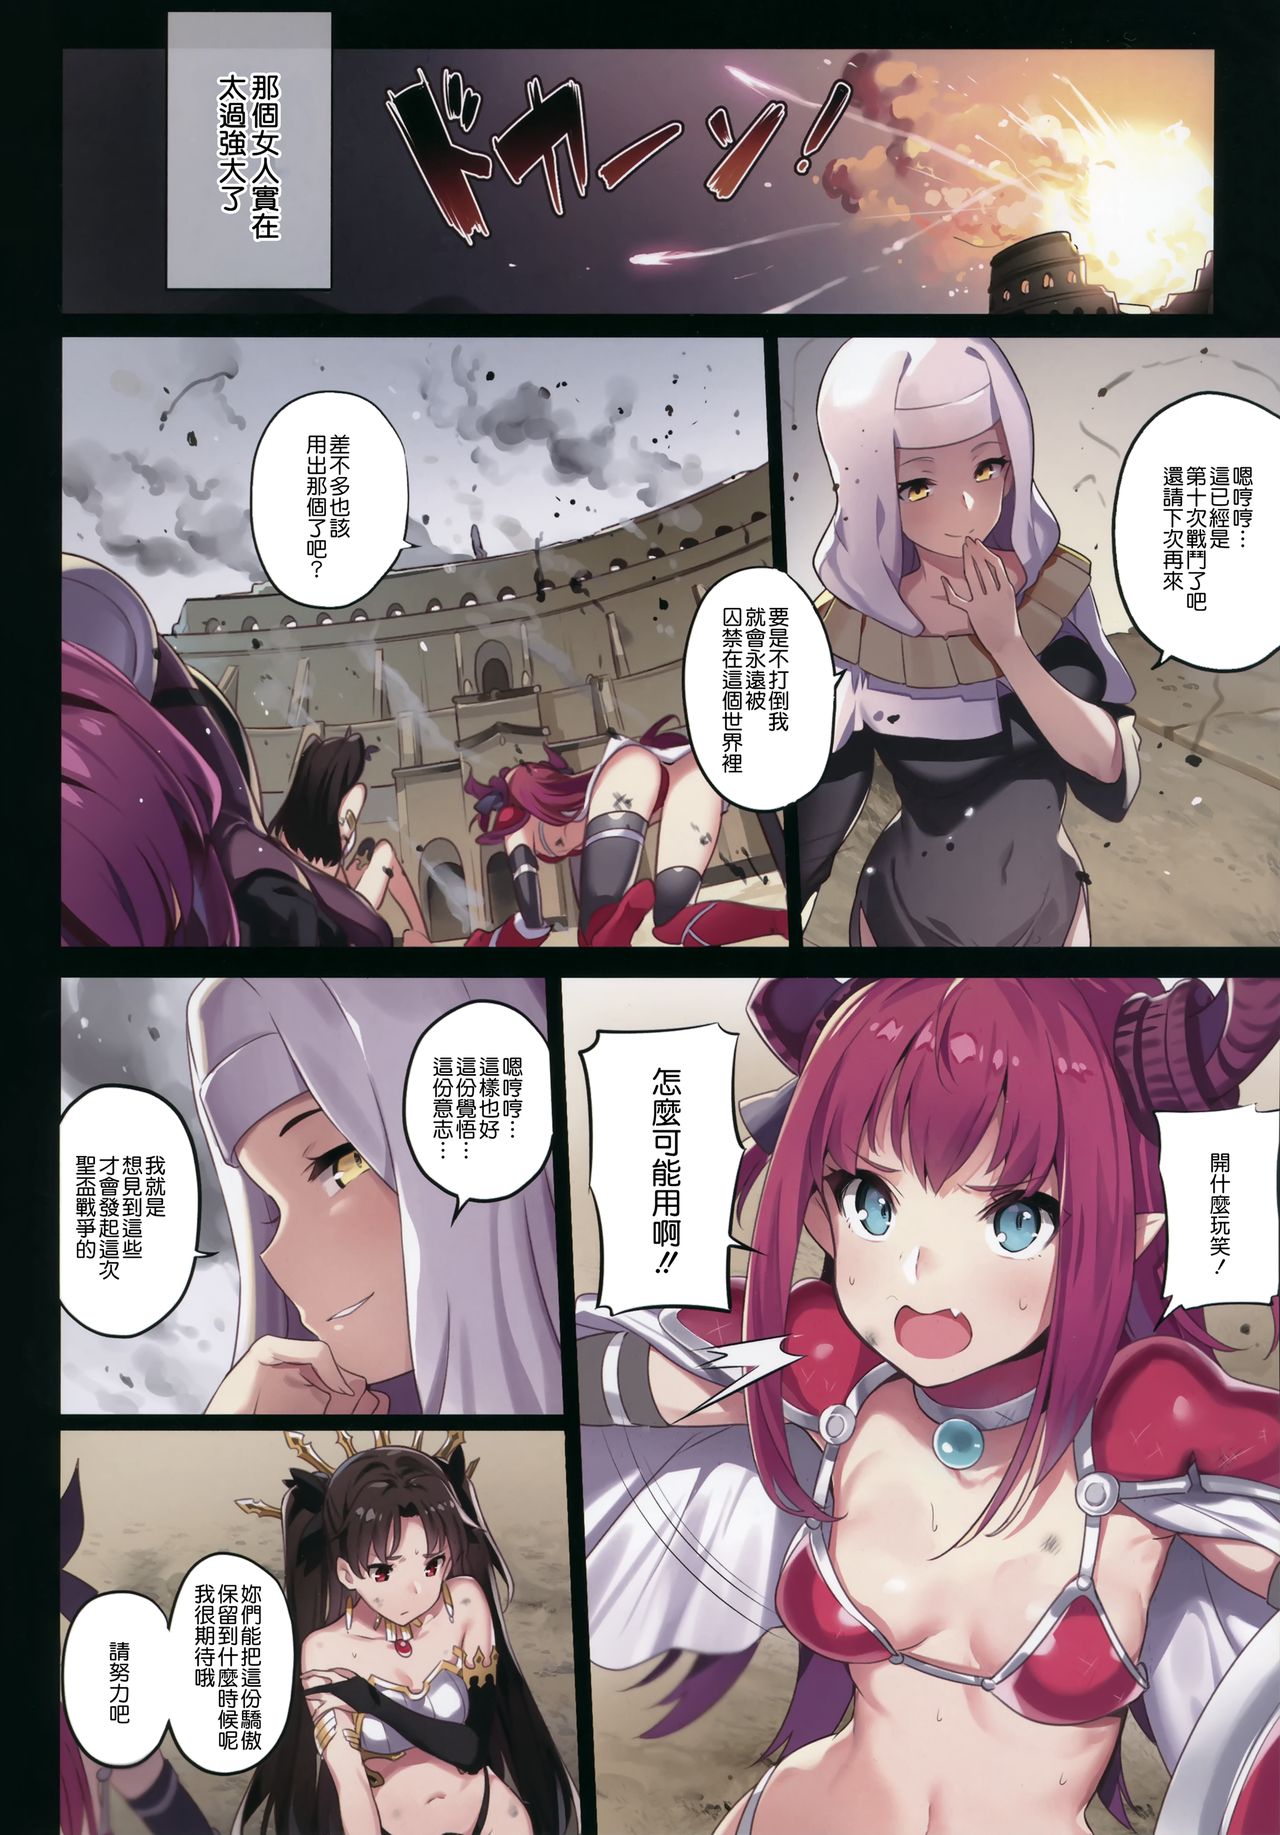 那個女人實在
太過強大了
ドカーン！
嗯哼哼…
這已經是
第十次戰鬥了吧
還請下次再來
要是不打倒我
就會永遠被
囚禁在這個世界裡
差不多也該
用出那個了吧？
開什麼玩笑！
怎麼可能用啊！！
嗯哼哼…
這樣也好
這份覺悟…
這份意志…
我就是
想見到這些
才會發起這次
聖盃戰爭的
妳們能把這份驕傲
保留到什麼時候呢
我很期待哦
請努力吧